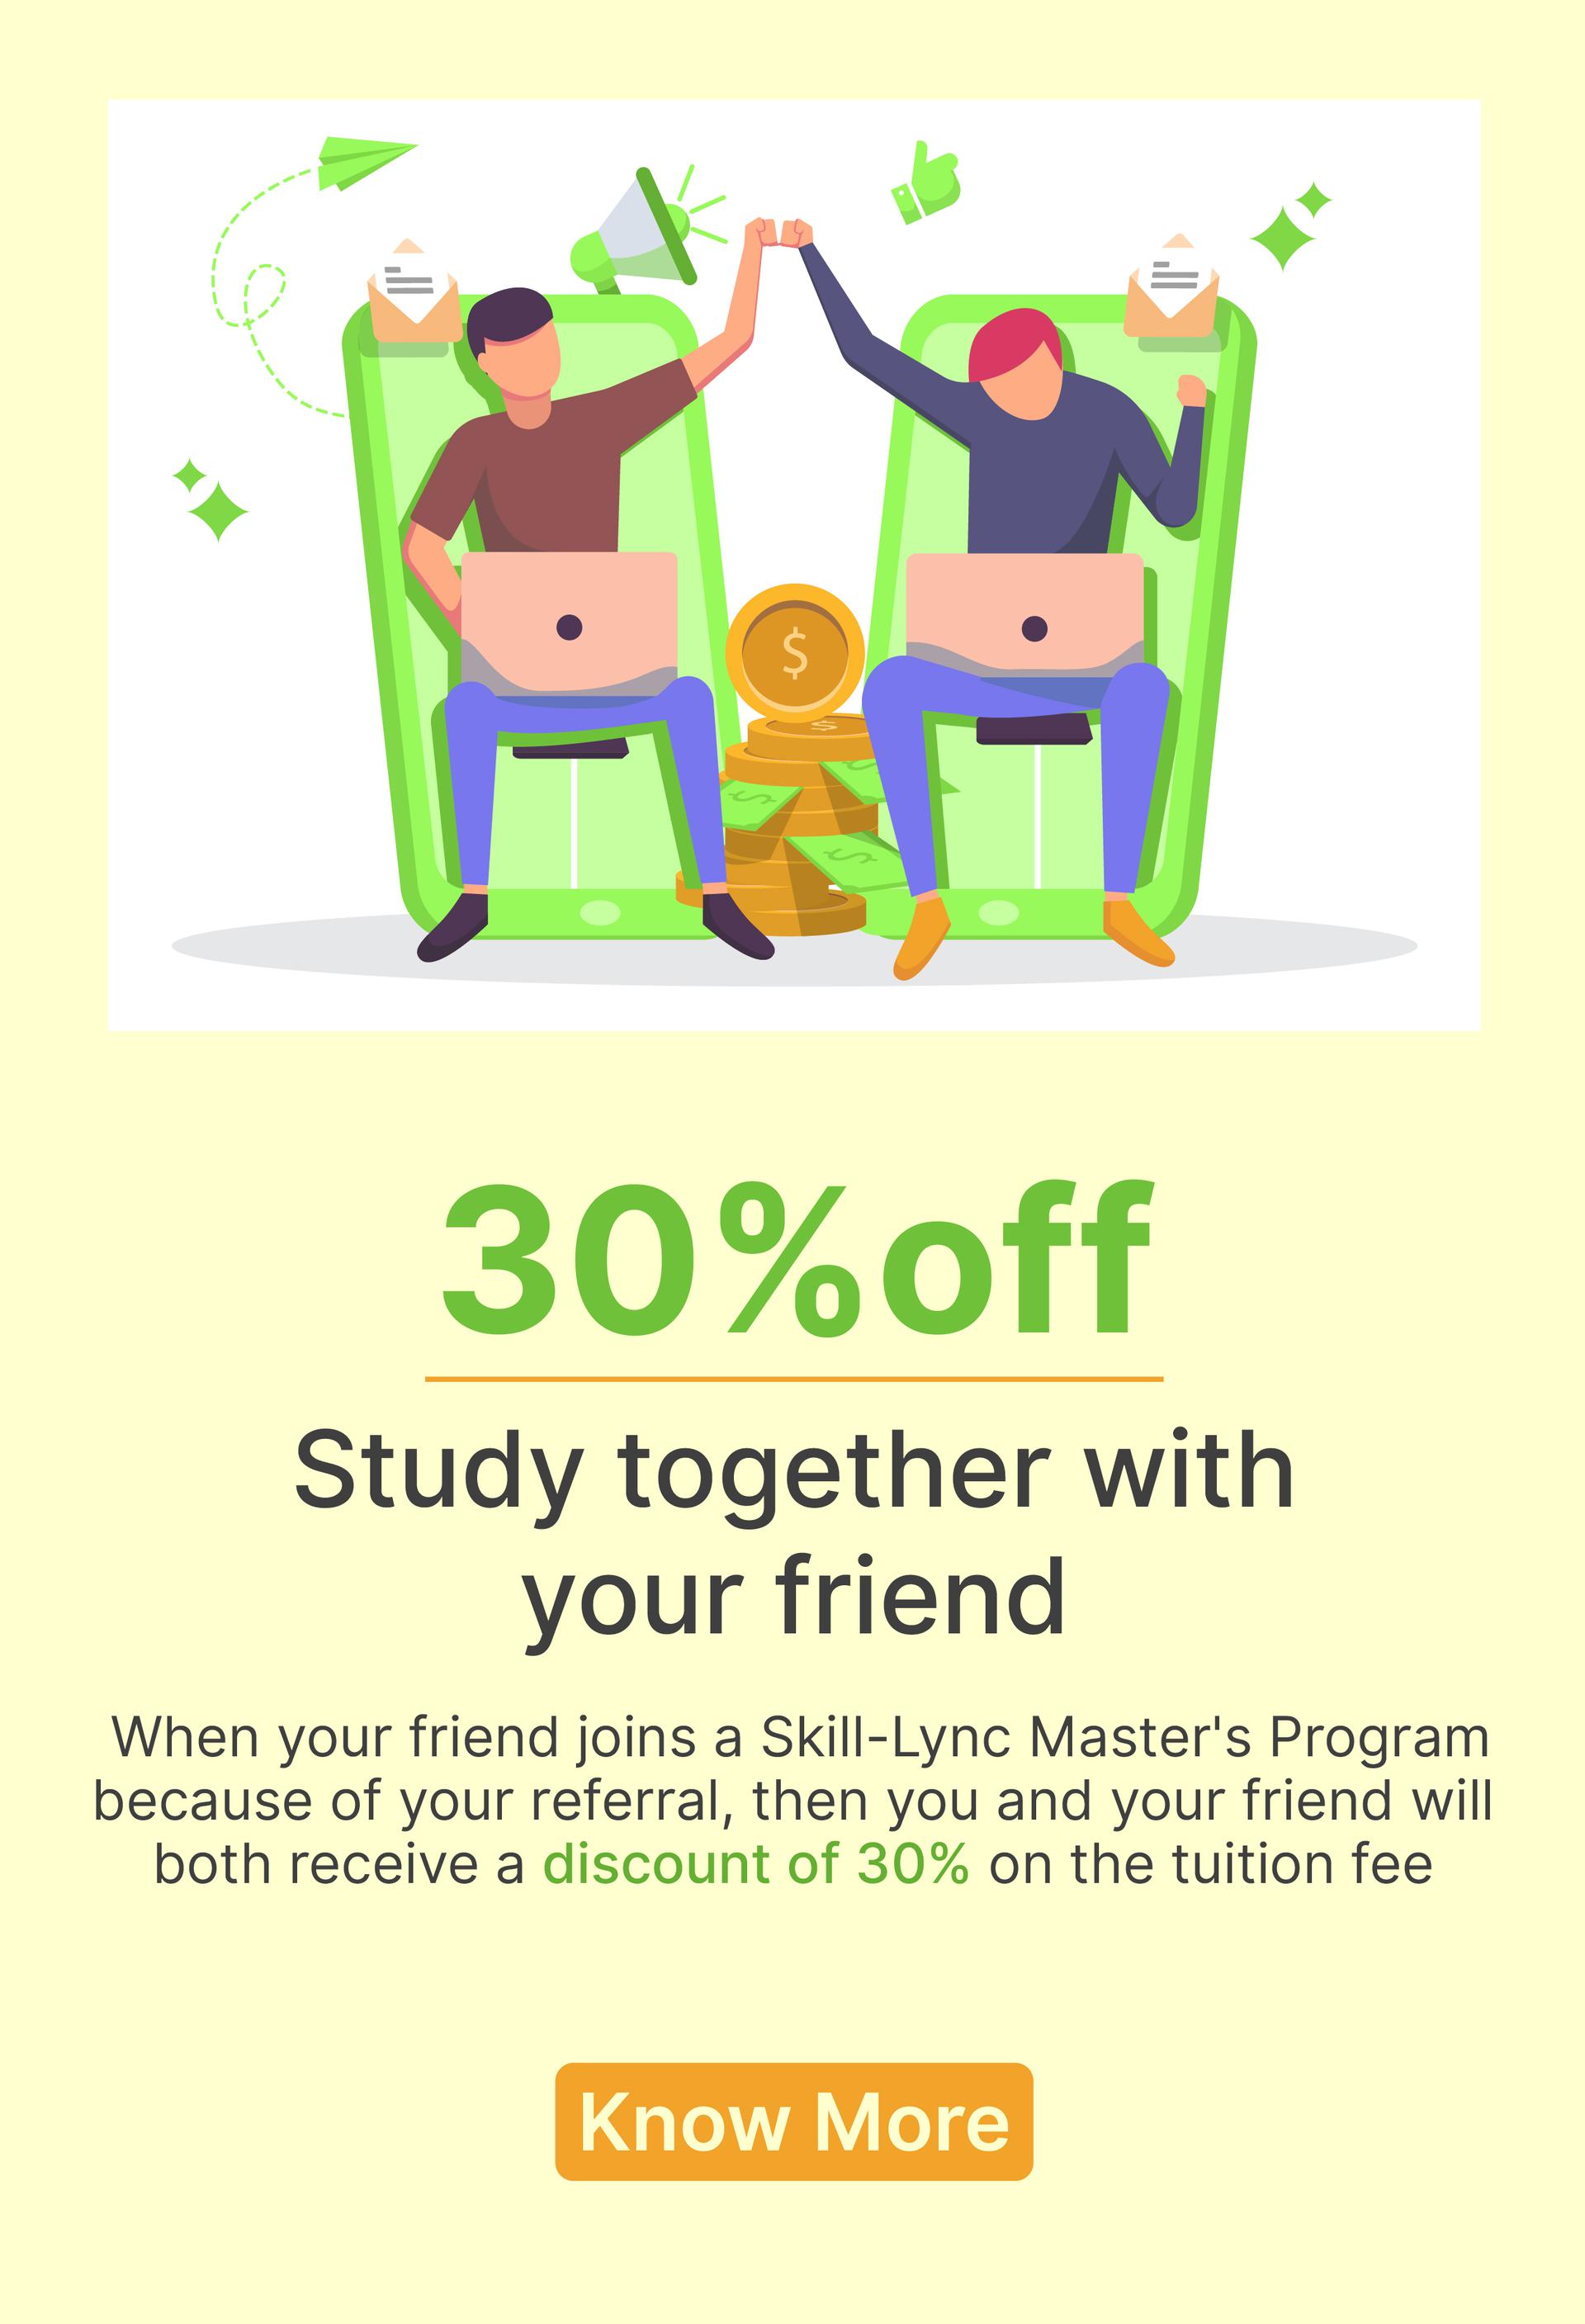 30%off
Study together with
your friend
When your friend joins a Skill-Lync Master's Program
because of your referral, then you and your friend will
both receive a discount of 30% on the tuition fee
Know More